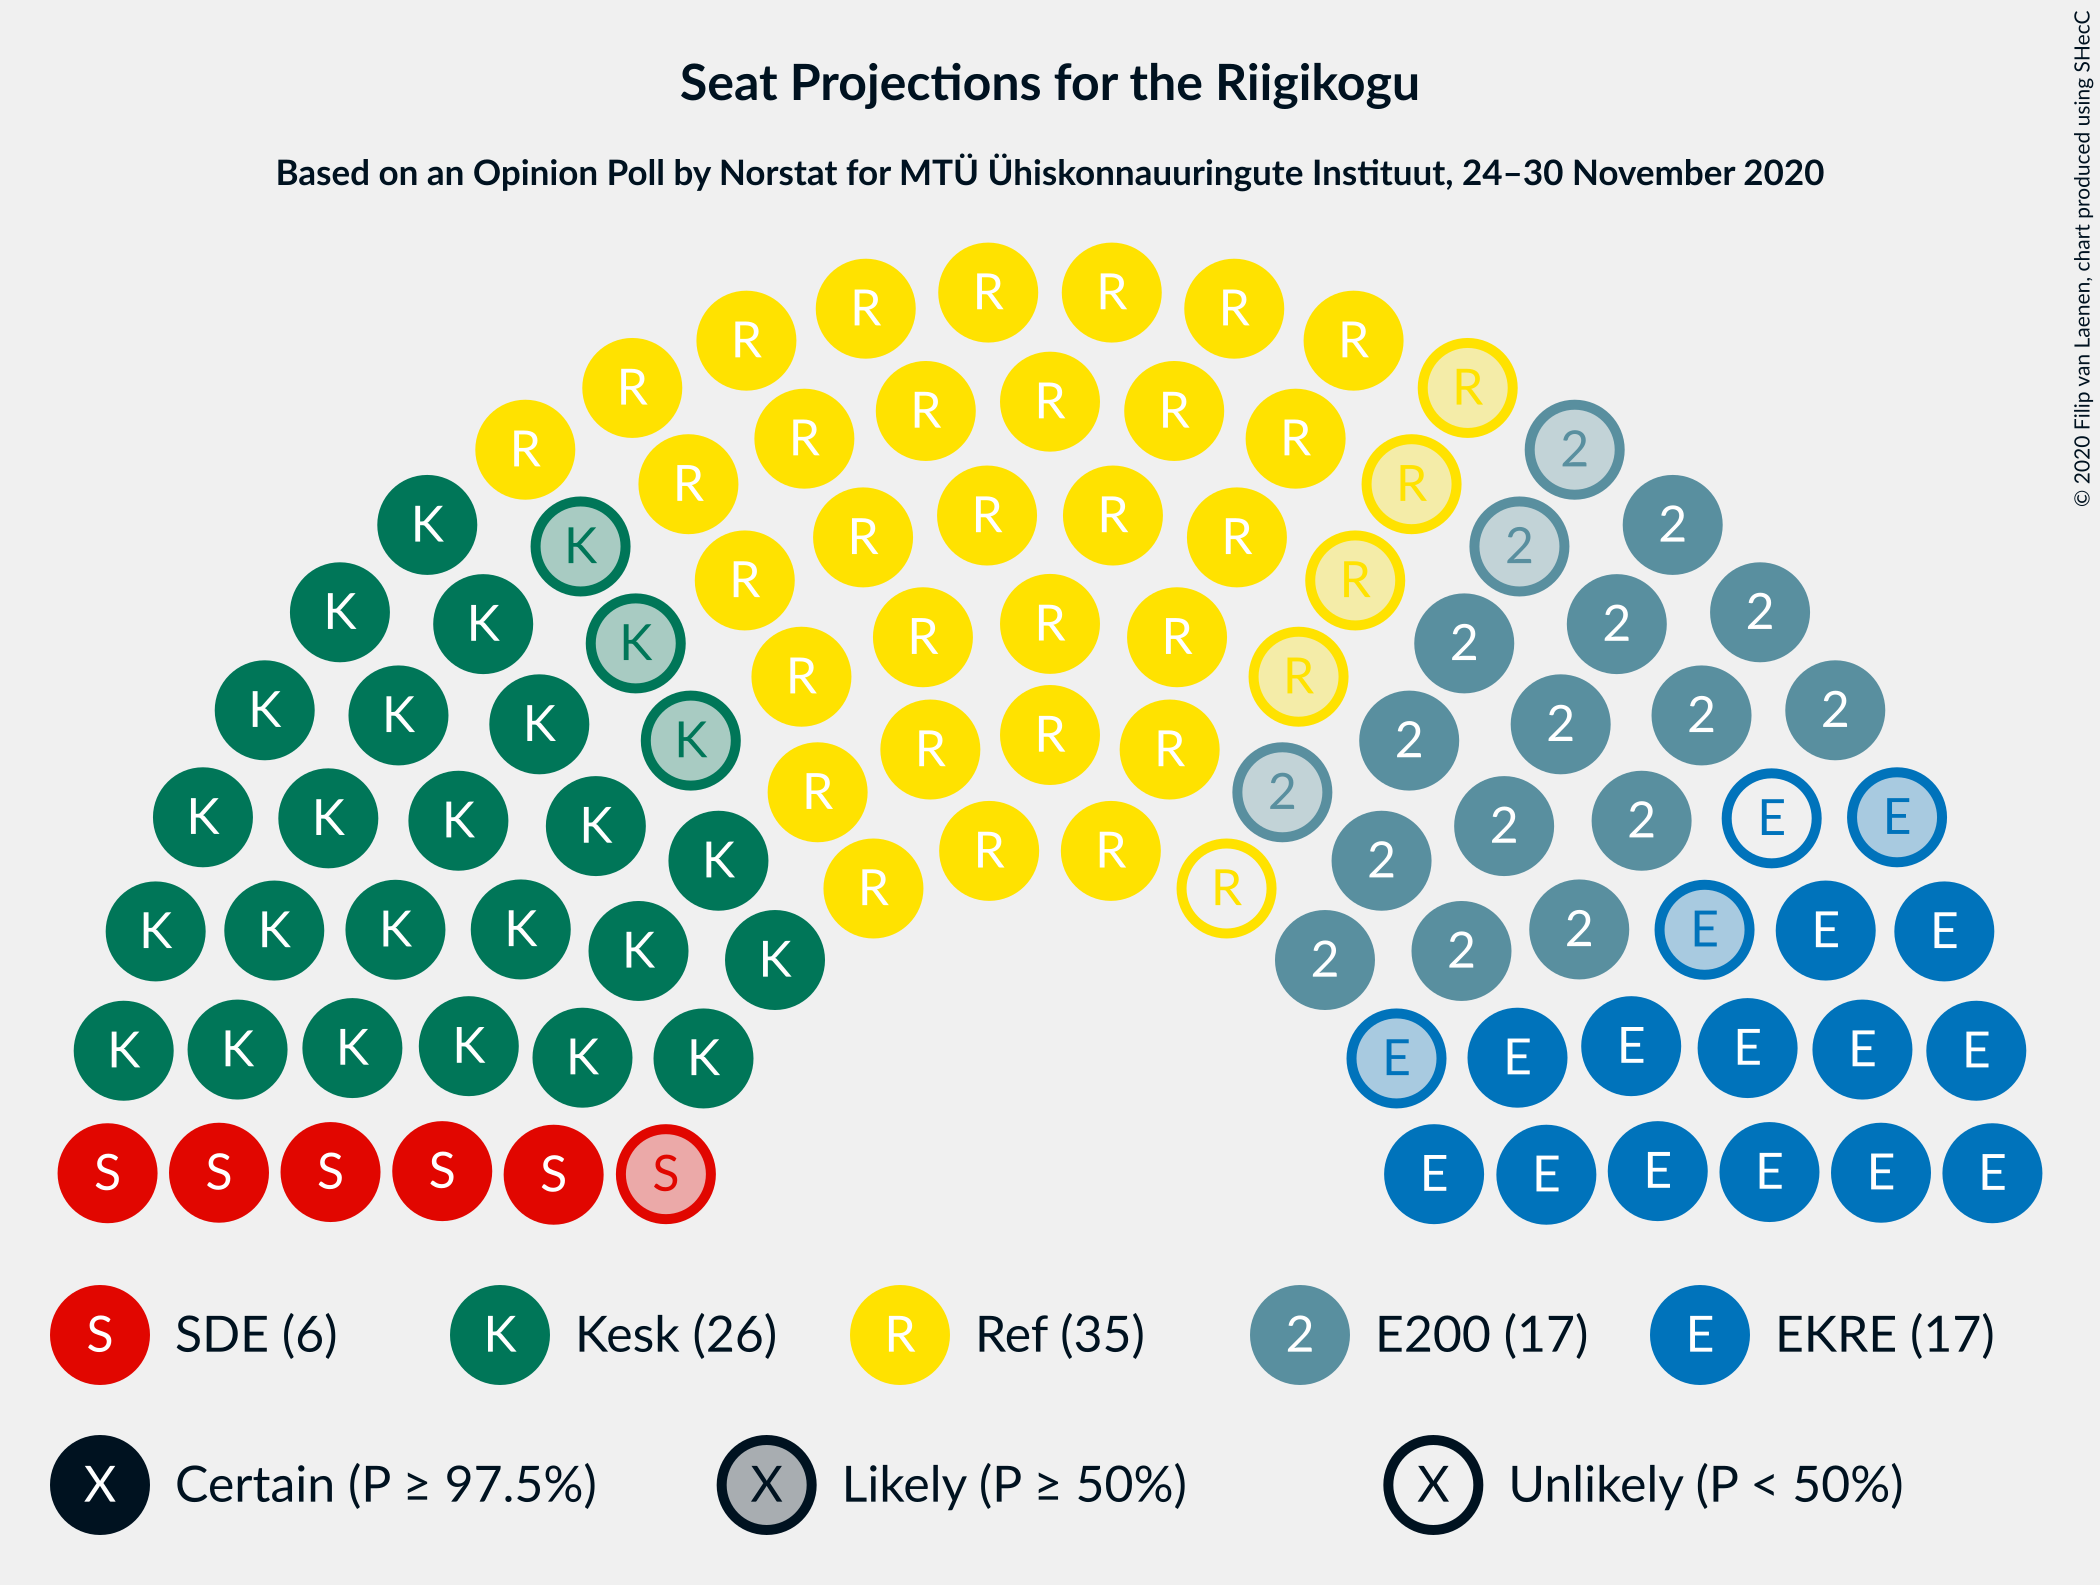 Seat Projections for the Riigikogu
Based on an Opinion Poll by Norstat for MTÜ Ühiskonnauuringute Instituut, 24–30 November 2020
© 2020 Filip van Laenen, chart produced using SHecC
R R
R R
R R
R R
R R R
R R R 2
R R
K R R 2
K R R 2
R R
K K R R R 2 2
K 2
R R
K K K 2 2 2
K R R R 2
R 2
K K K K 2 2 E E
K R R 2
R R
K K K K 2 E E E
K K 2 2
K K K K K K E E E E E E
S S S S S S E E E E E E
S SDE (6) K Kesk (26) R Ref (35) 2 E200 (17) E EKRE (17)
X Certain (P ≥ 97.5%) X Likely (P ≥ 50%) X Unlikely (P < 50%)